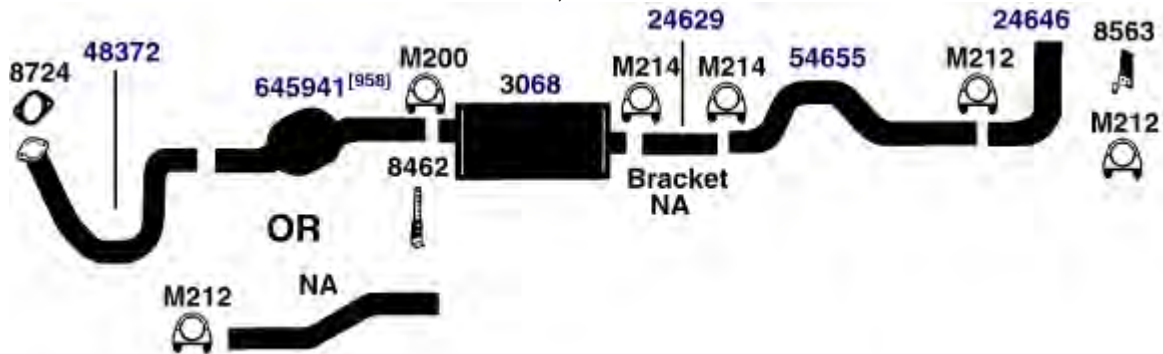 24629
24646
8563
48372
M200
54655
M212
8724
645941[958]
3068
M214
M214
M212
8462
Bracket
NA
OR
NA
M212